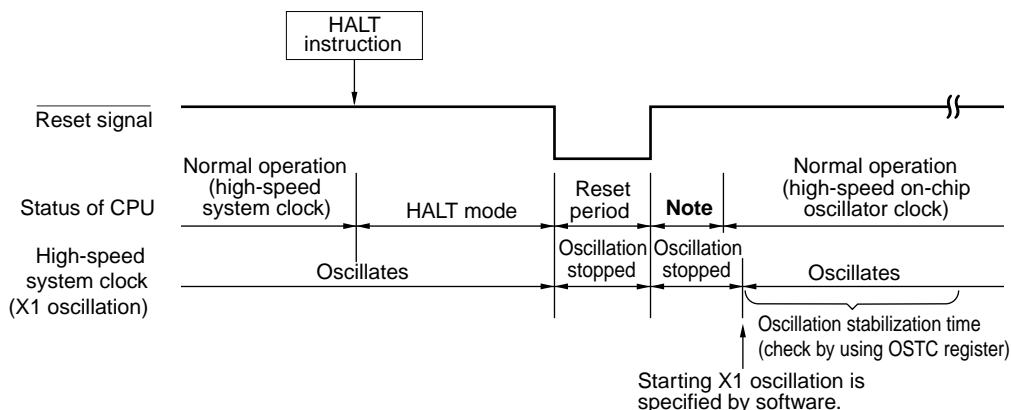 HALT
instruction
Reset signal
Normal operation
(high-speed
system clock)
Status of CPU
HALT mode
Reset
period
Note
Normal operation
(high-speed on-chip
oscillator clock)
High-speed
system clock
(X1 oscillation)
Oscillates
Oscillation
stopped
Oscillation
stopped
Oscillates
Oscillation stabilization time
(check by using OSTC register)
Starting X1 oscillation is
specified by software.